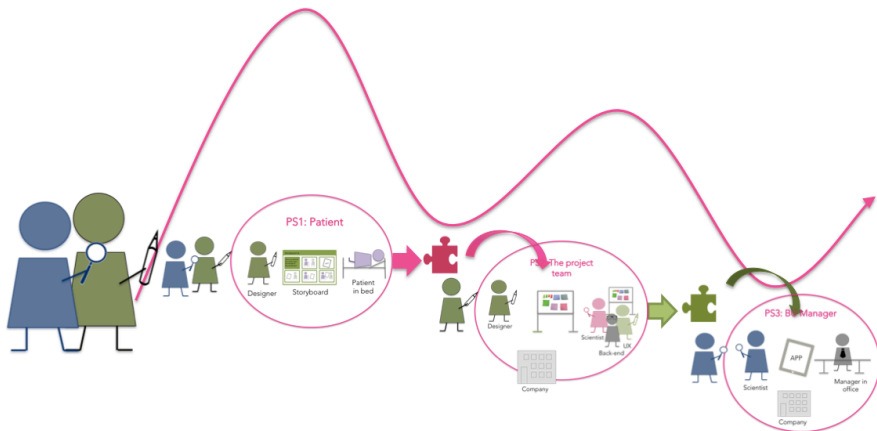 PS1: Patient
Designer
Storyboard
Patient
in bed
The project
team
Designer
Scientist
UX
Back-end
Company
PS3: B
Manager
APP
Scientist
Manager in
office
Company